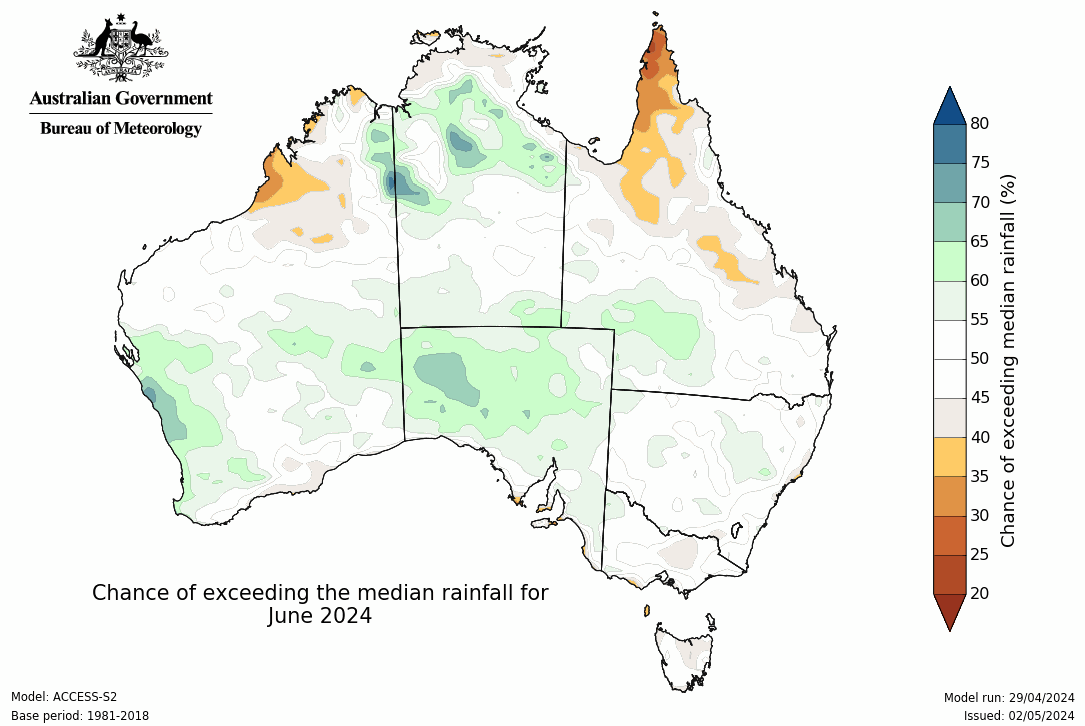 AUSTRALIA
Australian Government
Bureau of Meteorology
80
75
70
65
60
55
50
45
40
35
30
25
20
Chance of exceeding median rainfall (%)
Chance of exceeding the median rainfall for
June 2024
Model: ACCESS-S2
Base period: 1981-2018
Model run: 29/04/2024
Issued: 02/05/2024